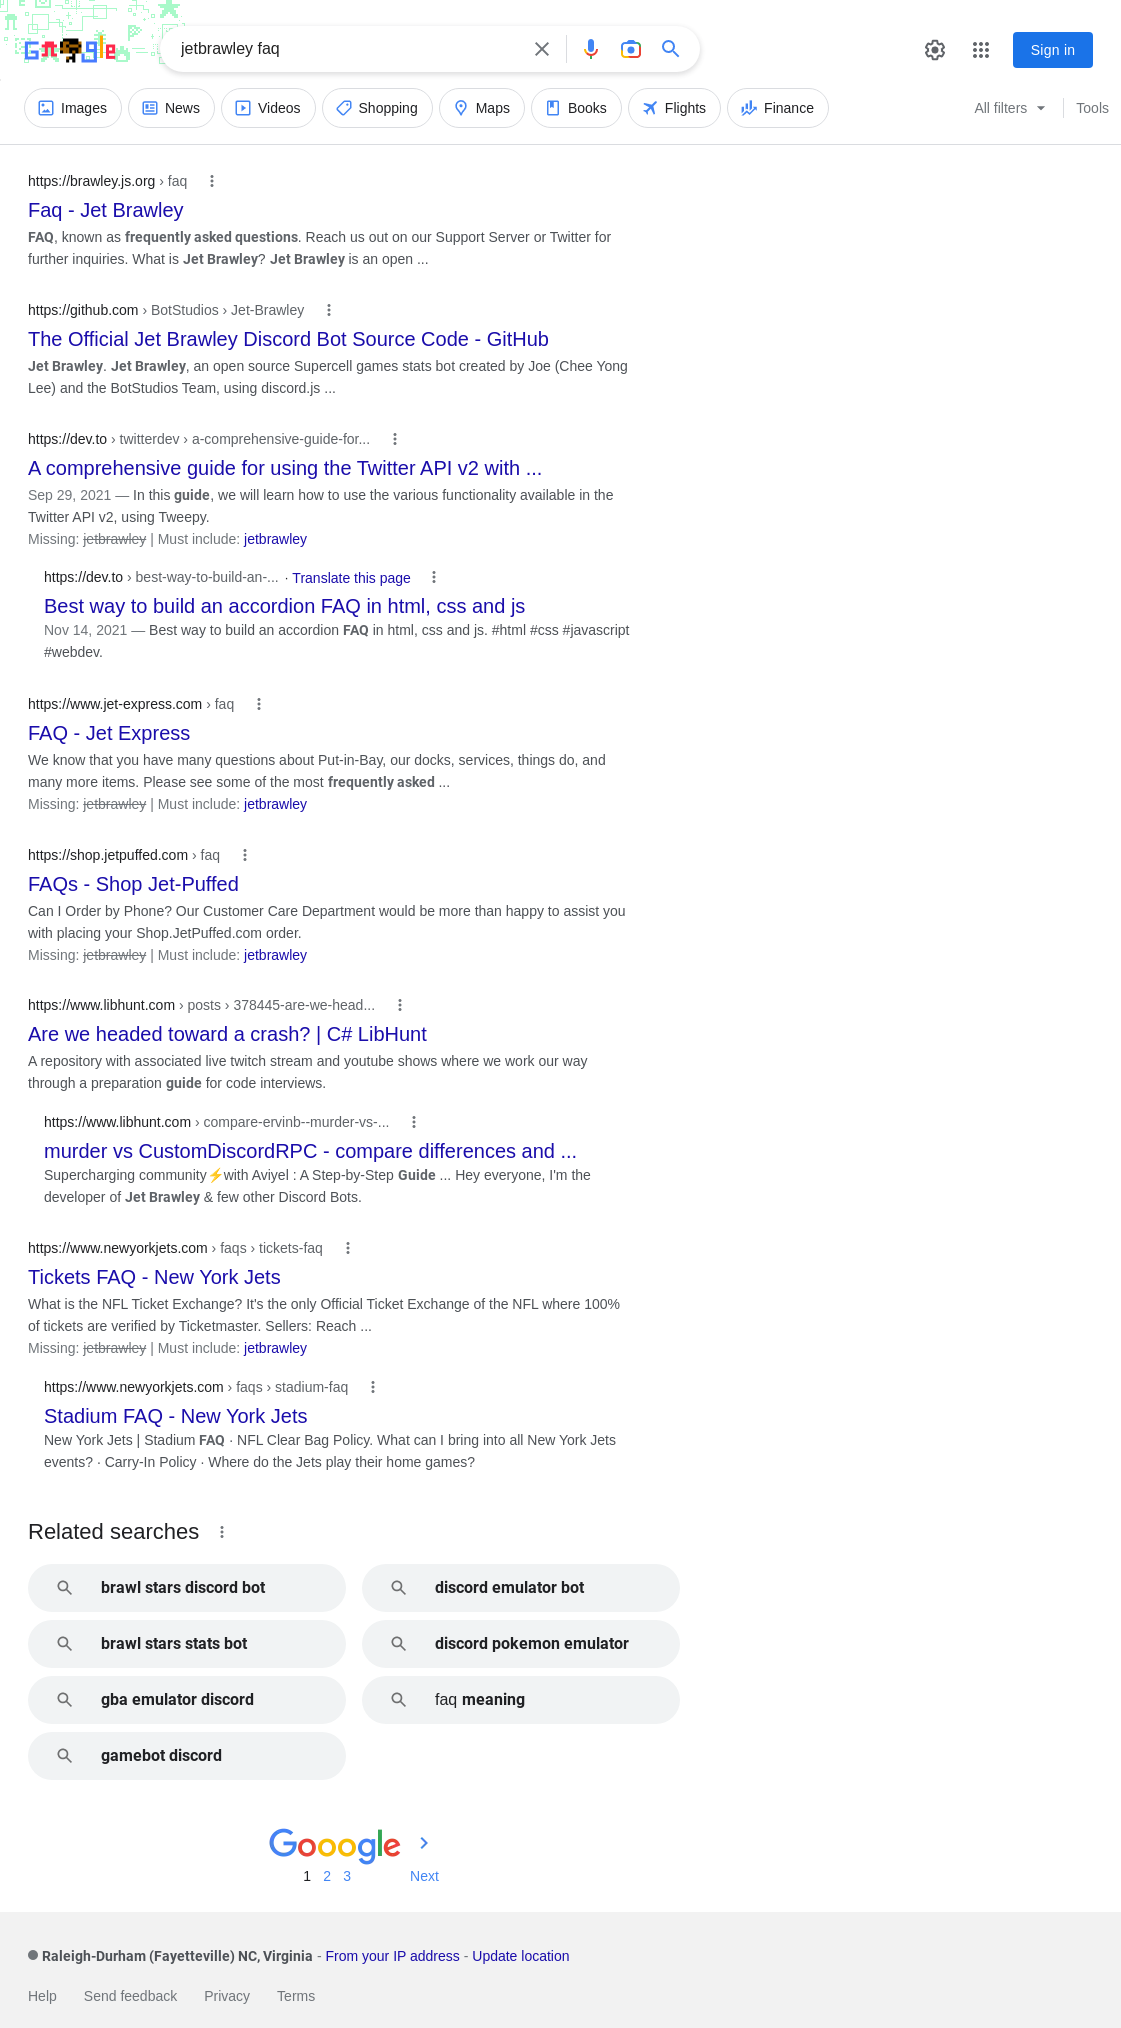 Google
jetbrawley faq
Sign in
Images
News
Videos
Shopping
Maps
Books
Flights
Finance
All filters
Tools
https://brawley.js.org › faq
Faq - Jet Brawley
FAQ, known as frequently asked questions. Reach us out on our Support Server or Twitter for
further inquiries. What is Jet Brawley? Jet Brawley is an open ...
https://github.com › BotStudios › Jet-Brawley
The Official Jet Brawley Discord Bot Source Code - GitHub
Jet Brawley. Jet Brawley, an open source Supercell games stats bot created by Joe (Chee Yong
Lee) and the BotStudios Team, using discord.js ...
https://dev.to › twitterdev › a-comprehensive-guide-for...
A comprehensive guide for using the Twitter API v2 with ...
Sep 29, 2021 — In this guide, we will learn how to use the various functionality available in the
Twitter API v2, using Tweepy.
Missing: jetbrawley | Must include: jetbrawley
https://dev.to › best-way-to-build-an-... · Translate this page
Best way to build an accordion FAQ in html, css and js
Nov 14, 2021 — Best way to build an accordion FAQ in html, css and js. #html #css #javascript
#webdev.
https://www.jet-express.com › faq
FAQ - Jet Express
We know that you have many questions about Put-in-Bay, our docks, services, things do, and
many more items. Please see some of the most frequently asked ...
Missing: jetbrawley | Must include: jetbrawley
https://shop.jetpuffed.com › faq
FAQs - Shop Jet-Puffed
Can I Order by Phone? Our Customer Care Department would be more than happy to assist you
with placing your Shop.JetPuffed.com order.
Missing: jetbrawley | Must include: jetbrawley
https://www.libhunt.com › posts › 378445-are-we-head...
Are we headed toward a crash? | C# LibHunt
A repository with associated live twitch stream and youtube shows where we work our way
through a preparation guide for code interviews.
https://www.libhunt.com › compare-ervinb--murder-vs-...
murder vs CustomDiscordRPC - compare differences and ...
Supercharging community⚡with Aviyel : A Step-by-Step Guide ... Hey everyone, I'm the
developer of Jet Brawley & few other Discord Bots.
https://www.newyorkjets.com › faqs › tickets-faq
Tickets FAQ - New York Jets
What is the NFL Ticket Exchange? It's the only Official Ticket Exchange of the NFL where 100%
of tickets are verified by Ticketmaster. Sellers: Reach ...
Missing: jetbrawley | Must include: jetbrawley
https://www.newyorkjets.com › faqs › stadium-faq
Stadium FAQ - New York Jets
New York Jets | Stadium FAQ · NFL Clear Bag Policy. What can I bring into all New York Jets
events? · Carry-In Policy · Where do the Jets play their home games?
Related searches
brawl stars discord bot
discord emulator bot
brawl stars stats bot
discord pokemon emulator
gba emulator discord
faq meaning
gamebot discord
Gooogle
1 2 3 Next
Raleigh-Durham (Fayetteville) NC, Virginia - From your IP address - Update location
Help Send feedback Privacy Terms